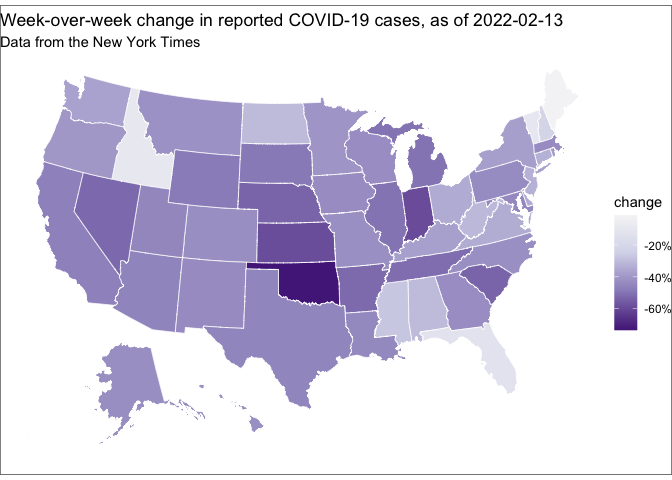 Week-over-week change in reported COVID-19 cases, as of 2022-02-13
Data from the New York Times
change
-20%
-40%
-60%